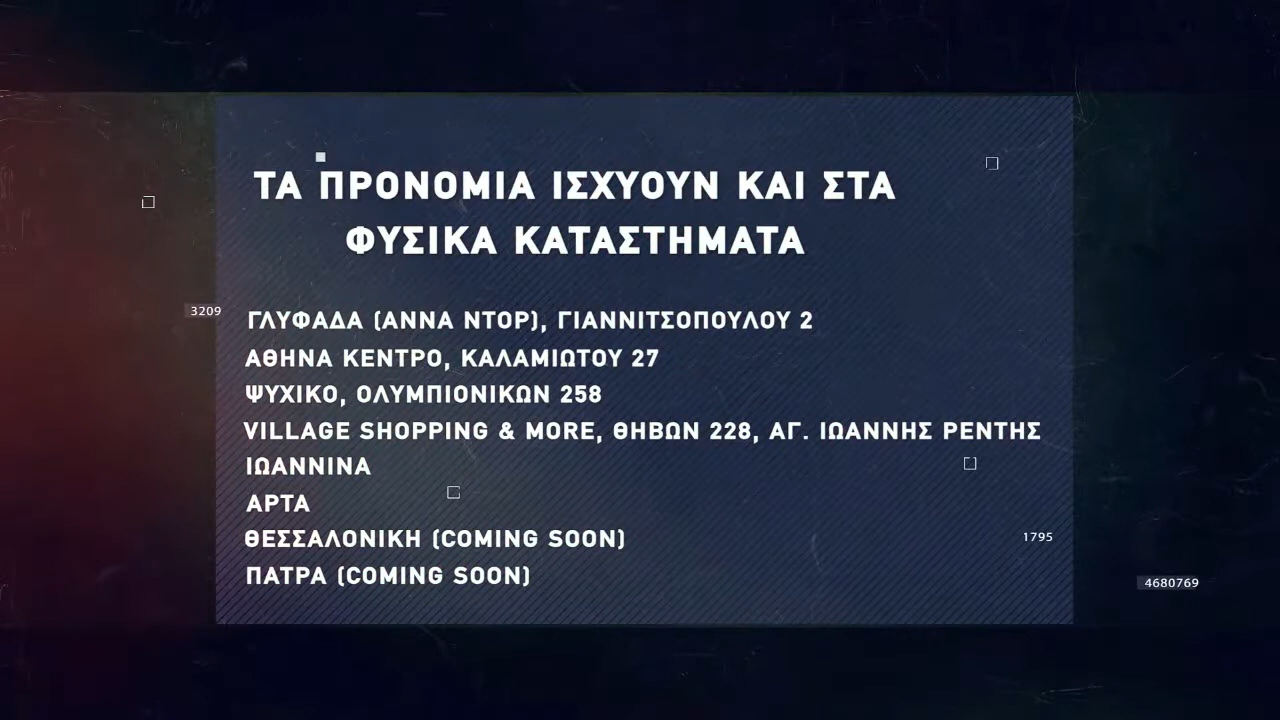 ΤΑ ΠΡΟΝΟΜΙΑ ΙΣΧΥΟΥΝ ΚΑΙ ΣΤΑ
ΦΥΣΙΚΑ ΚΑΤΑΣΤΗΜΑΤΑ
3209
ΓΛΥΦΑΔΑ (ΑΝΝΑ ΝΤΟΡ), ΓΙΑΝΝΙΤΣΟΠΟΥΛΟΥ 2
ΑΘΗΝΑ ΚΕΝΤΡΟ, ΚΑΛΑΜΙΩΤΟΥ 27
ΨΥΧΙΚΟ, ΟΛΥΜΠΙΟΝΙΚΩΝ 258
VILLAGE SHOPPING & MORE, ΘΗΒΩΝ 228, ΑΓ. ΙΩΑΝΝΗΣ ΡΕΝΤΗΣ
ΙΩΑΝΝΙΝΑ
ΑΡΤΑ
ΘΕΣΣΑΛΟΝΙΚΗ (COMING SOON)
1795
ΠΑΤΡΑ (COMING SOON)
4680769